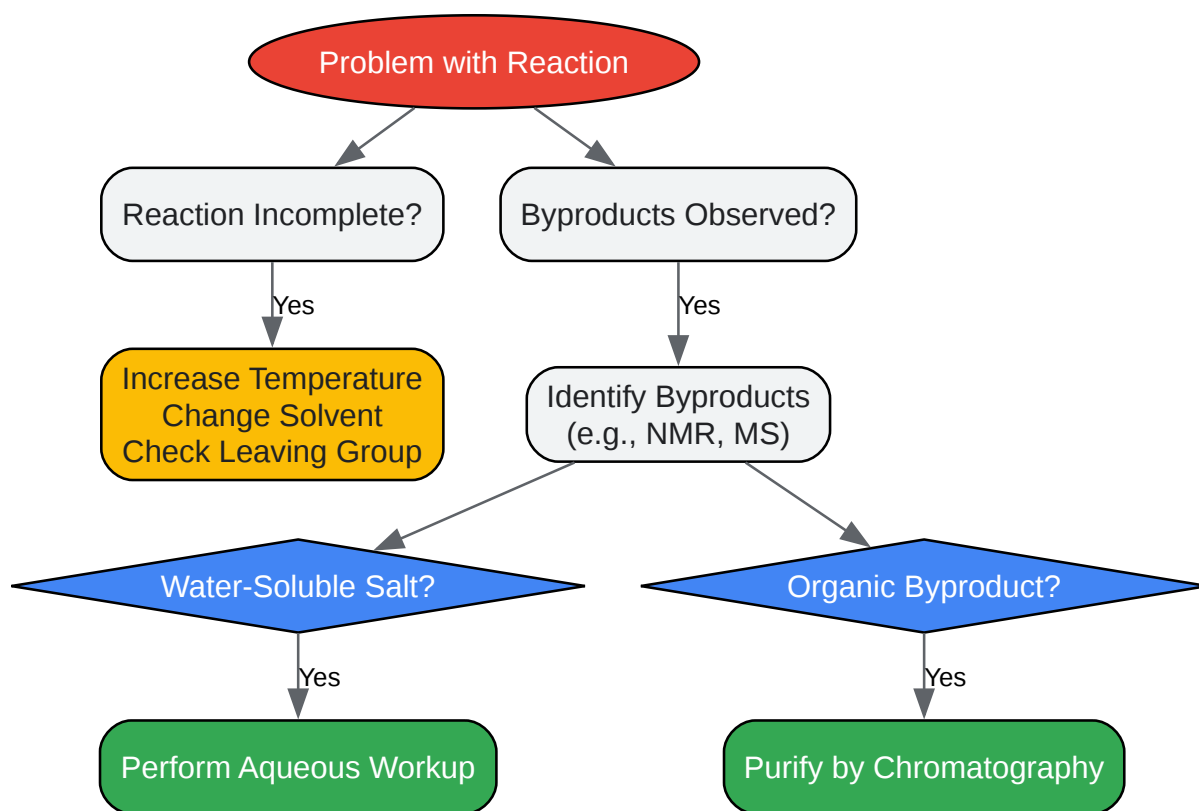 Problem with Reaction
Reaction Incomplete?
Byproducts Observed?
Yes
Yes
Increase Temperature
Change Solvent
Check Leaving Group
Identify Byproducts
(e.g., NMR, MS)
Water-Soluble Salt?
Organic Byproduct?
Yes
Yes
Perform Aqueous Workup
Purify by Chromatography